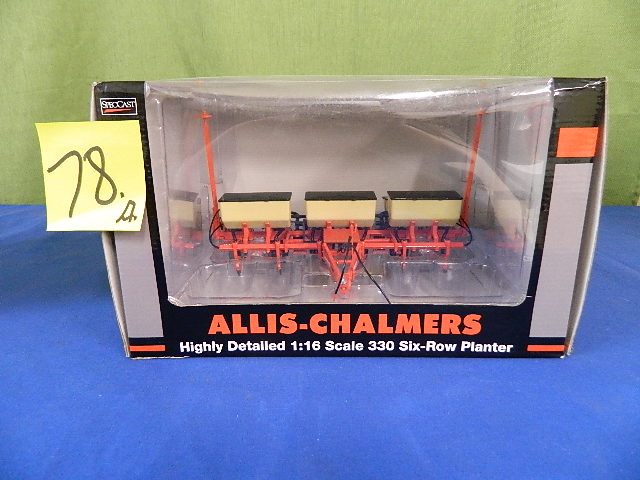 SPECCAST
78.
ALLIS-CHALMERS
Highly Detailed 1:16 Scale 330 Six-Row Planter